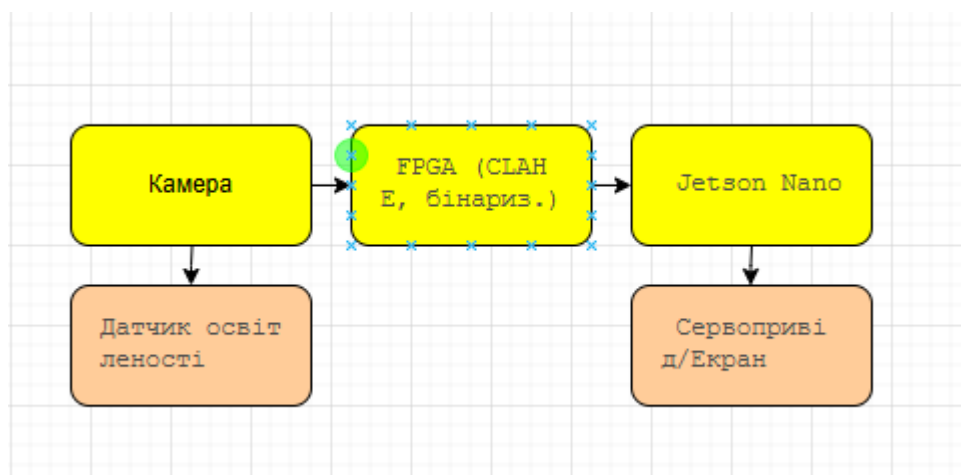 Камера
FPGA (CLAH
E, бінариз.)
Jetson Nano
Датчик освіт
леності
Сервоприві
д/Екран